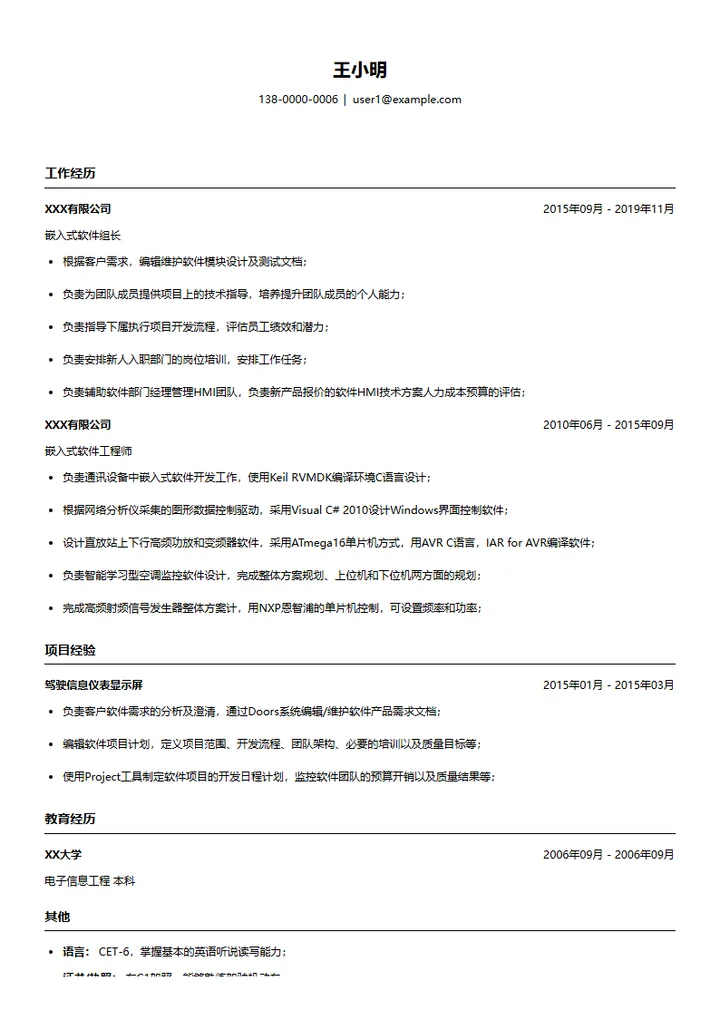 王小明
138-0000-0006 | user1@example.com
工作经历
XXX有限公司 2015年09月 - 2019年11月
嵌入式软件组长
• 根据客户需求，编辑维护软件模块设计及测试文档；
• 负责为团队成员提供项目上的技术指导，培养提升团队成员的个人能力；
• 负责指导下属执行项目开发流程，评估员工绩效和潜力；
• 负责安排新人入职部门的岗位培训，安排工作任务；
• 负责辅助软件部门经理管理HMI团队，负责新产品报价的软件HMI技术方案人力成本预算的评估；
XXX有限公司 2010年06月 - 2015年09月
嵌入式软件工程师
• 负责通讯设备中嵌入式软件开发工作，使用Keil RVMDK编译环境C语言设计；
• 根据网络分析仪采集的图形数据控制驱动，采用Visual C# 2010设计Windows界面控制软件；
• 设计直放站上下行高频功放和变频器软件，采用ATmega16单片机方式，用AVR C语言，IAR for AVR编译软件；
• 负责智能学习型空调监控软件设计，完成整体方案规划、上位机和下位机两方面的规划；
• 完成高频射频信号发生器整体方案计，用NXP恩智浦的单片机控制，可设置频率和功率；
项目经验
驾驶信息仪表显示屏 2015年01月 - 2015年03月
• 负责客户软件需求的分析及澄清，通过Doors系统编辑/维护软件产品需求文档；
• 编辑软件项目计划，定义项目范围、开发流程、团队架构、必要的培训以及质量目标等；
• 使用Project工具制定软件项目的开发日程计划，监控软件团队的预算开销以及质量结果等；
教育经历
XX大学 2006年09月 - 2006年09月
电子信息工程 本科
其他
• 语言： CET-6，掌握基本的英语听说读写能力；